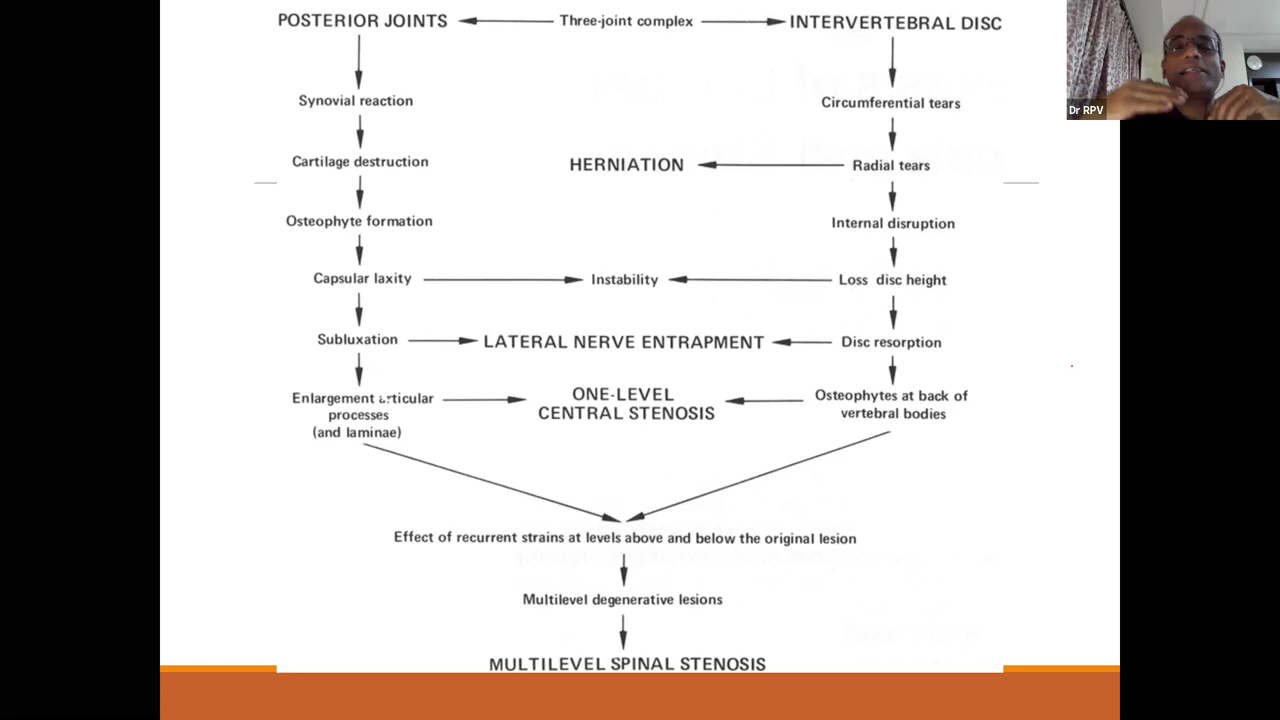 POSTERIOR JOINTS Three-joint complex INTERVERTEBRAL DISC
Dr RPV
Synovial reaction Circumferential tears
Cartilage destruction HERNIATION Radial tears
Osteophyte formation Internal disruption
Capsular laxity Instability Loss disc height
Subluxation LATERAL NERVE ENTRAPMENT Disc resorption
Enlargement articular
processes
(and laminae)
ONE-LEVEL
CENTRAL STENOSIS
Osteophytes at back of
vertebral bodies
Effect of recurrent strains at levels above and below the original lesion
Multilevel degenerative lesions
MULTILEVEL SPINAL STENOSIS